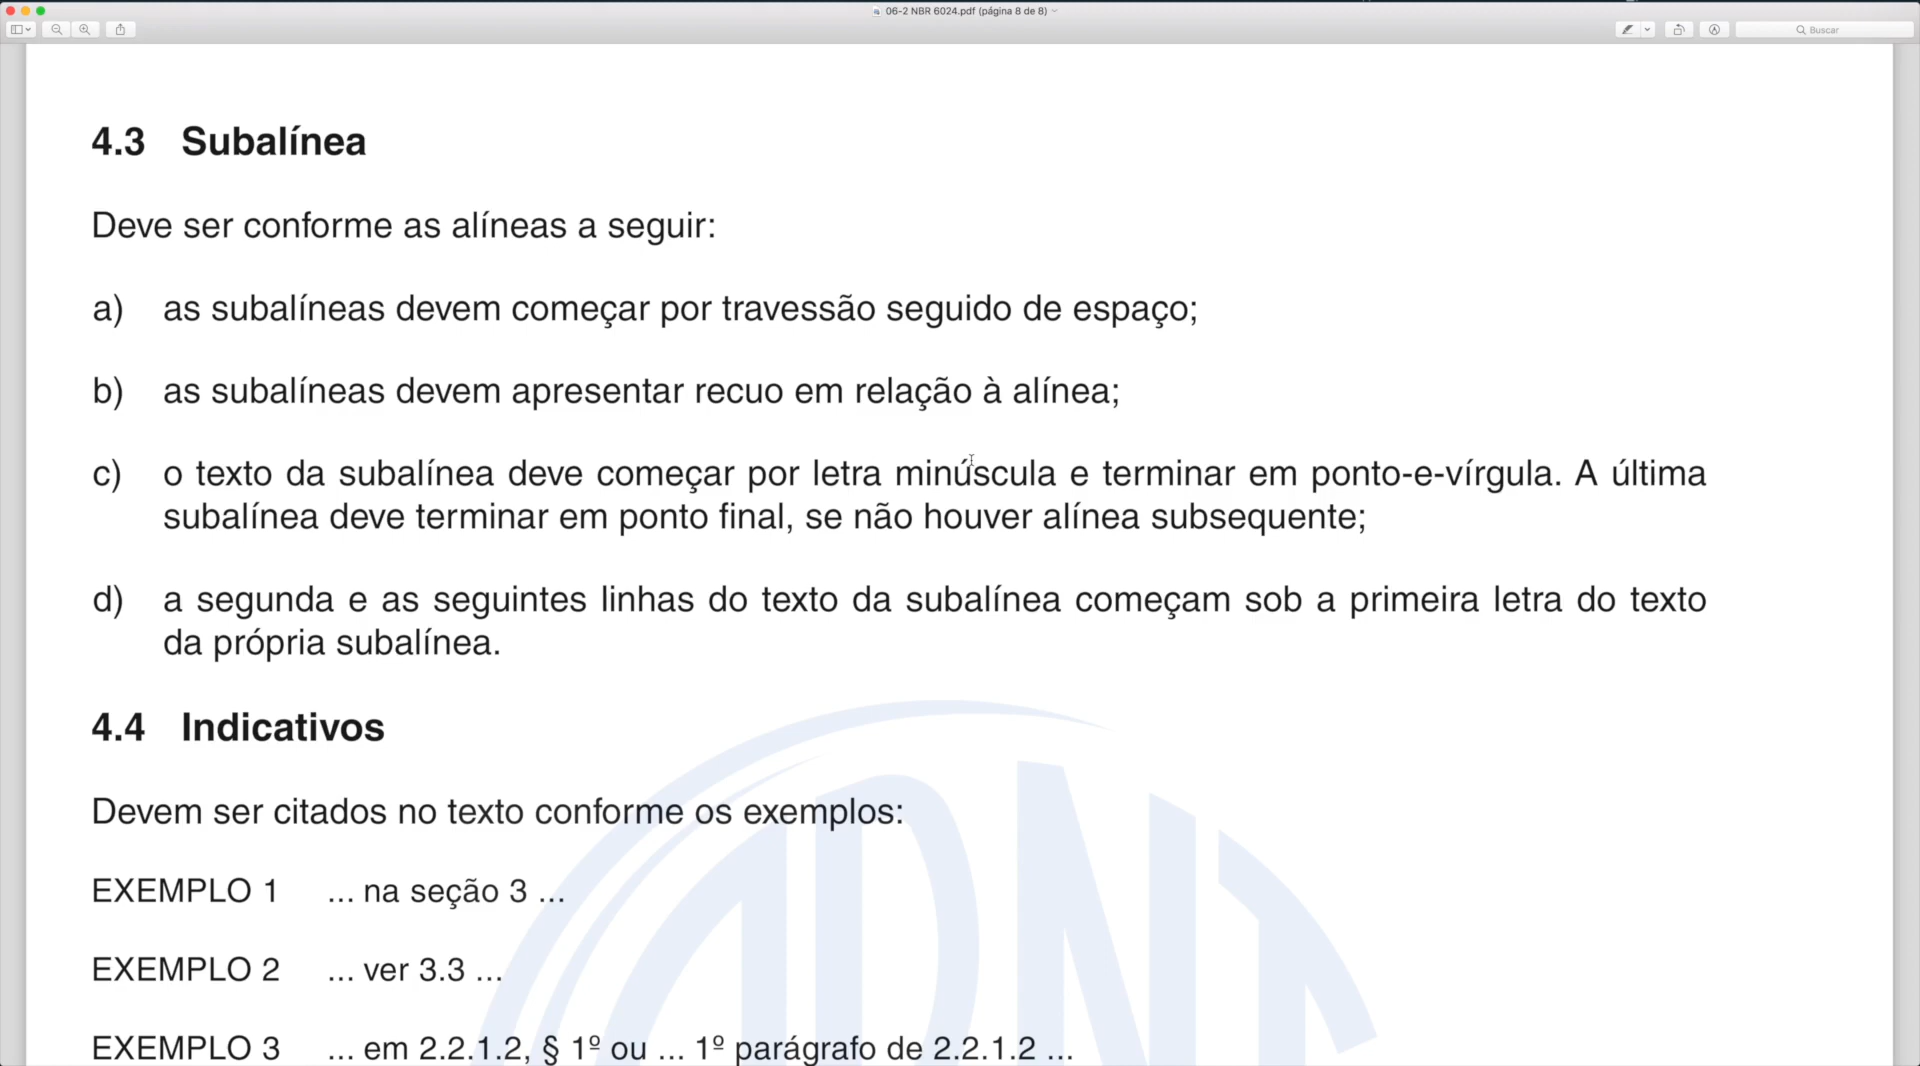 06-2 NBR 6024.pdf (página 8 de 8)
Buscar
4.3 Subalínea
Deve ser conforme as alíneas a seguir:
a) as subalíneas devem começar por travessão seguido de espaço;
b) as subalíneas devem apresentar recuo em relação à alínea;
c) o texto da subalínea deve começar por letra minúscula e terminar em ponto-e-vírgula. A última
subalínea deve terminar em ponto final, se não houver alínea subsequente;
d) a segunda e as seguintes linhas do texto da subalínea começam sob a primeira letra do texto
da própria subalínea.
4.4 Indicativos
Devem ser citados no texto conforme os exemplos:
EXEMPLO 1 ... na seção 3 ...
EXEMPLO 2 ... ver 3.3 ...
EXEMPLO 3 ... em 2.2.1.2, § 1º ou ... 1º parágrafo de 2.2.1.2 ...